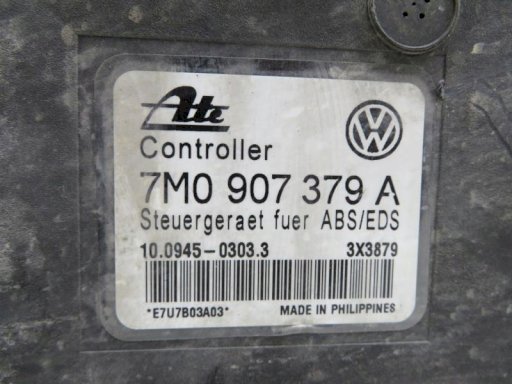 Ate
Controller
7M0 907 379 A
Steuergeraet fuer ABS/EDS
10.0945-0303.3 3X3879
*E7U7B03A03* MADE IN PHILIPPINES